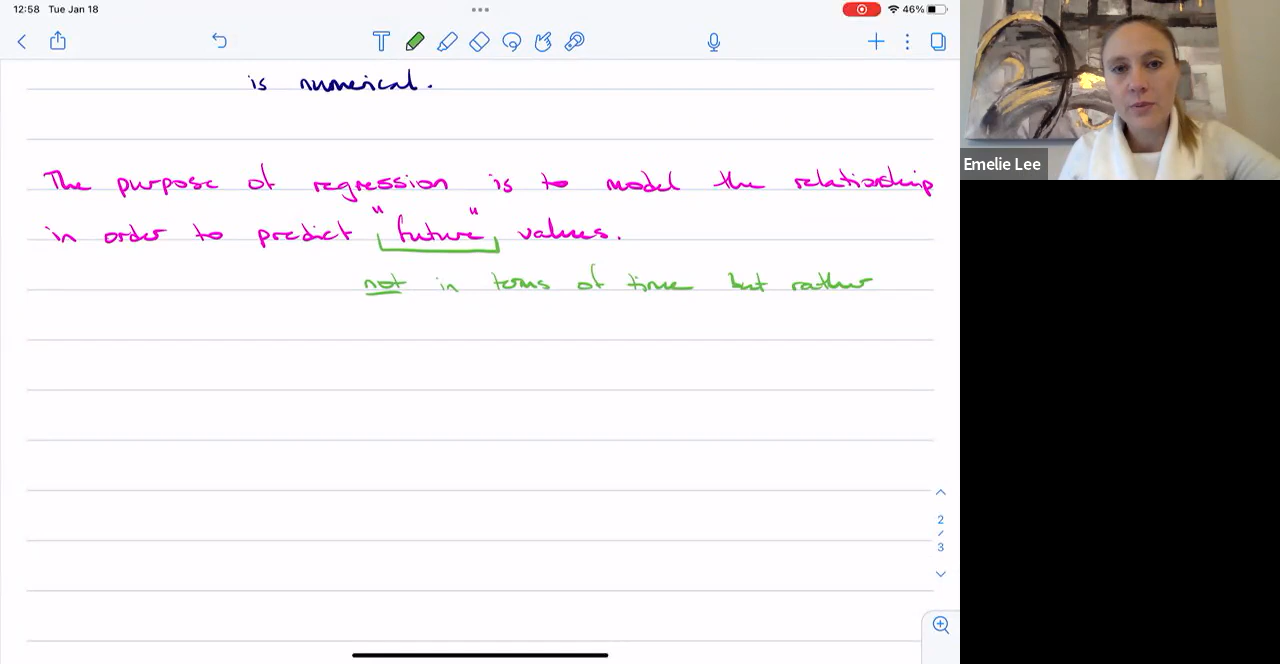 12:58 Tue Jan 18
46%
is numerical.
The purpose of regression is to model the relationship
in order to predict "future" values.
not in terms of time but rather
2
/
3
Emelie Lee